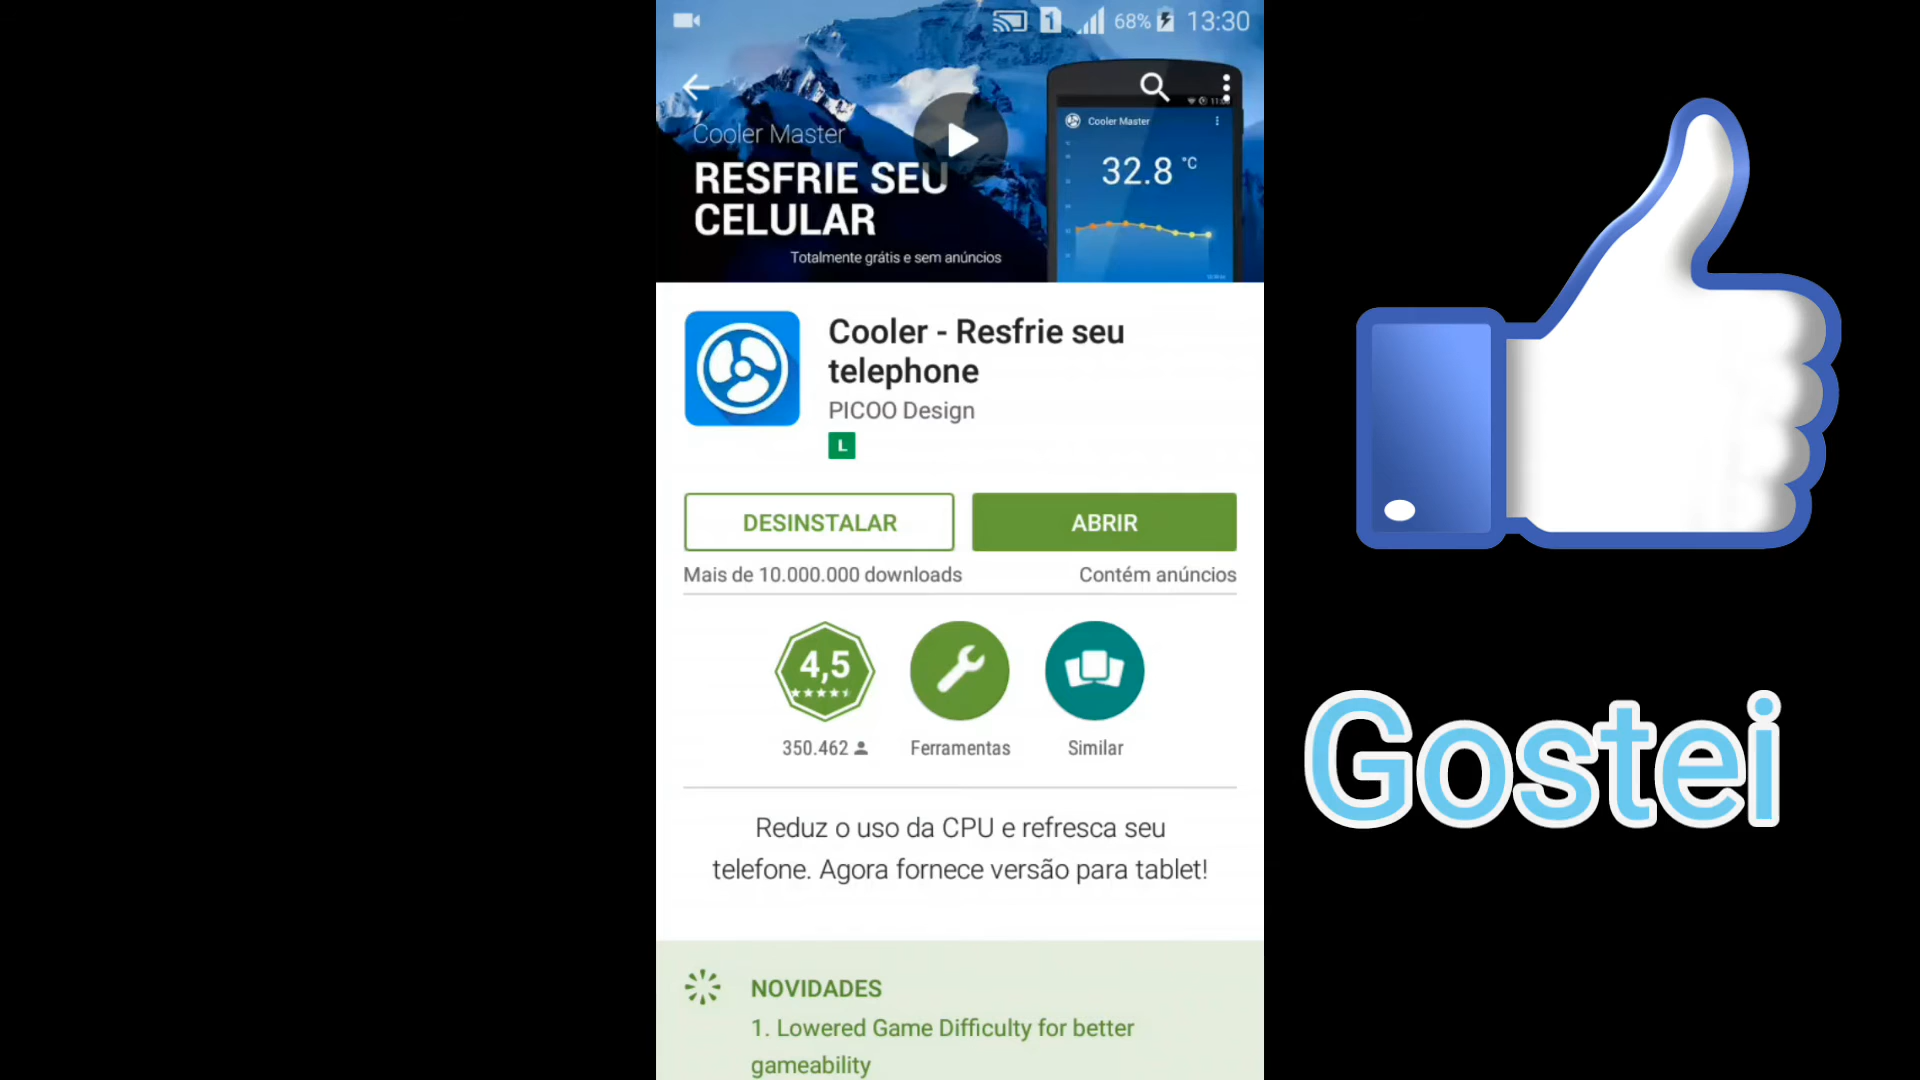 1 68% 13:30
Cooler Master
RESFRIE SEU
CELULAR
Totalmente grátis e sem anúncios
Cooler Master
32.8 °C
Cooler - Resfrie seu
telephone
PICOO Design
L
DESINSTALAR
ABRIR
Mais de 10.000.000 downloads
Contém anúncios
4,5
350.462
Ferramentas
Similar
Reduz o uso da CPU e refresca seu
telefone. Agora fornece versão para tablet!
NOVIDADES
1. Lowered Game Difficulty for better
gameability
Gostei